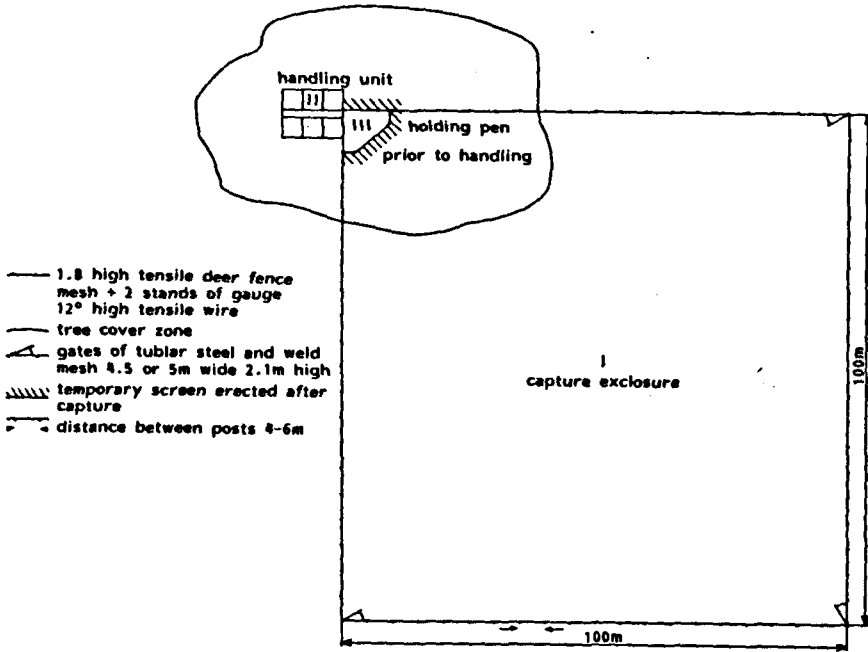 handling unit
II
III
holding pen
prior to handling
1.8 high tensile deer fence
mesh + 2 stands of gauge
12° high tensile wire
tree cover zone
gates of tublar steel and weld
mesh 4.5 or 5m wide 2.1m high
temporary screen erected after
capture
distance between posts 4-6m
I
capture exclosure
100m
100m